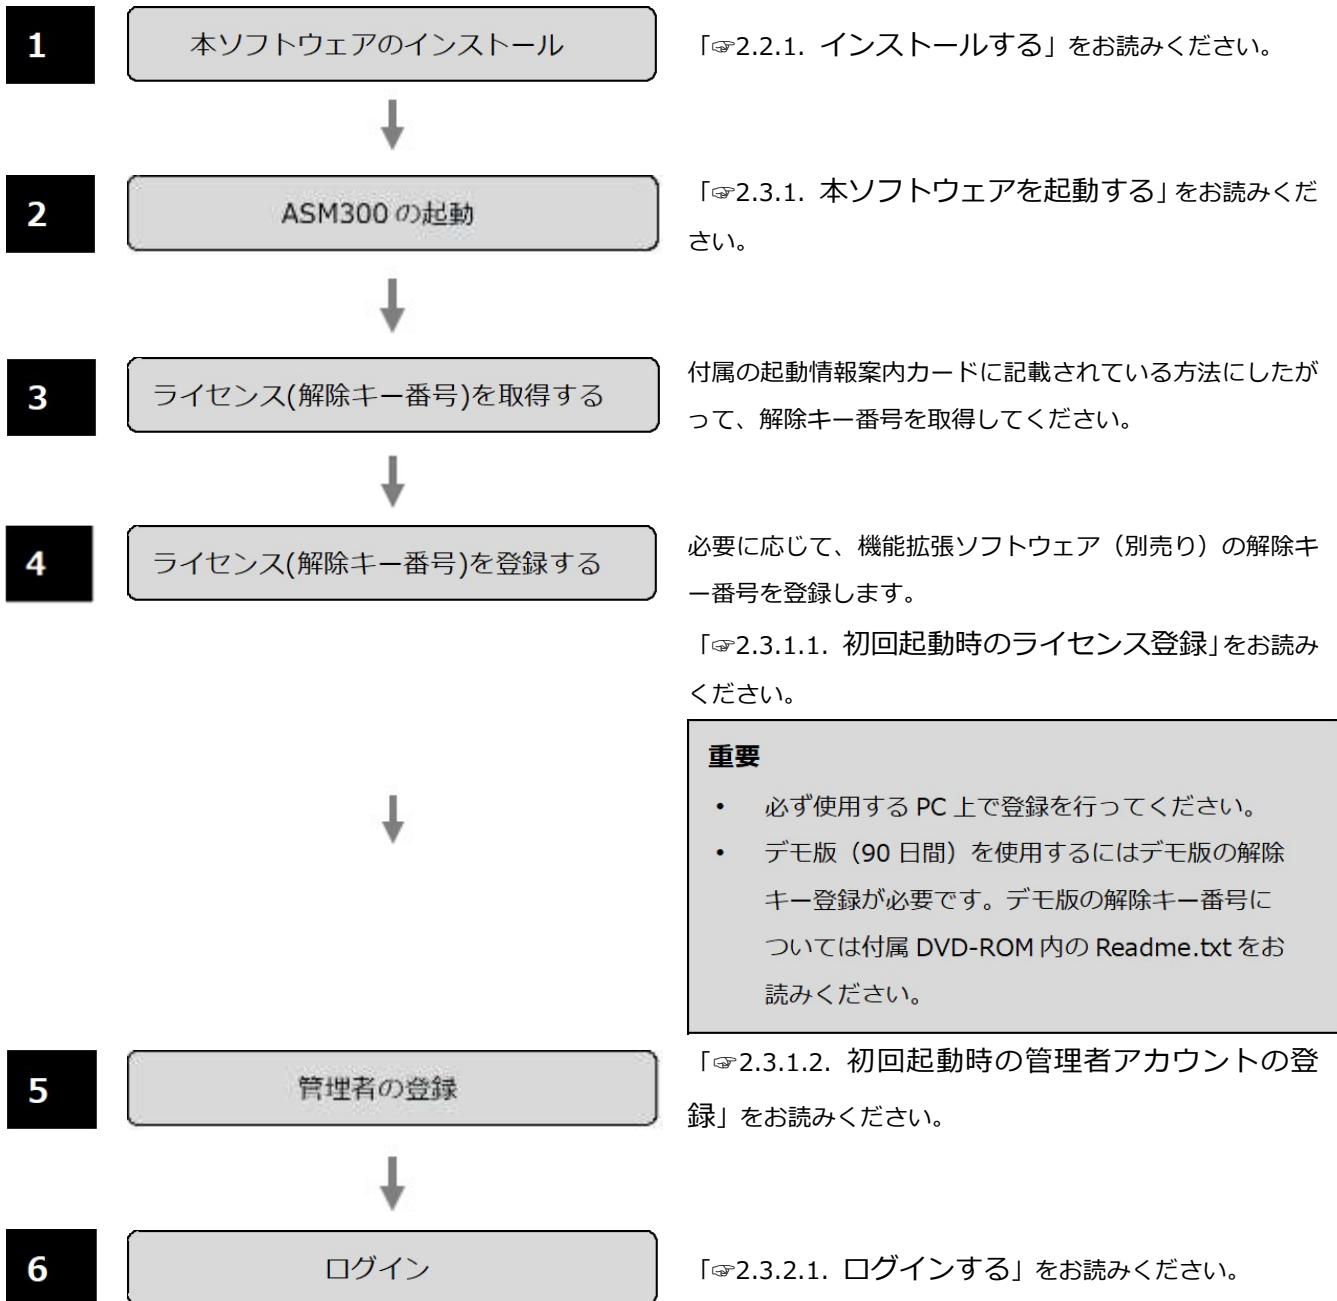 1
本ソフトウェアのインストール
「☞2.2.1. インストールする」をお読みください。
2
ASM300 の起動
「☞2.3.1. 本ソフトウェアを起動する」をお読みくだ
さい。
3
ライセンス(解除キー番号)を取得する
付属の起動情報案内カードに記載されている方法にしたが
って、解除キー番号を取得してください。
4
ライセンス(解除キー番号)を登録する
必要に応じて、機能拡張ソフトウェア（別売り）の解除キ
ー番号を登録します。
「☞2.3.1.1. 初回起動時のライセンス登録」をお読み
ください。
重要
• 必ず使用する PC 上で登録を行ってください。
• デモ版（90 日間）を使用するにはデモ版の解除
キー登録が必要です。デモ版の解除キー番号に
ついては付属 DVD-ROM 内の Readme.txt をお
読みください。
5
管理者の登録
「☞2.3.1.2. 初回起動時の管理者アカウントの登
録」をお読みください。
6
ログイン
「☞2.3.2.1. ログインする」をお読みください。